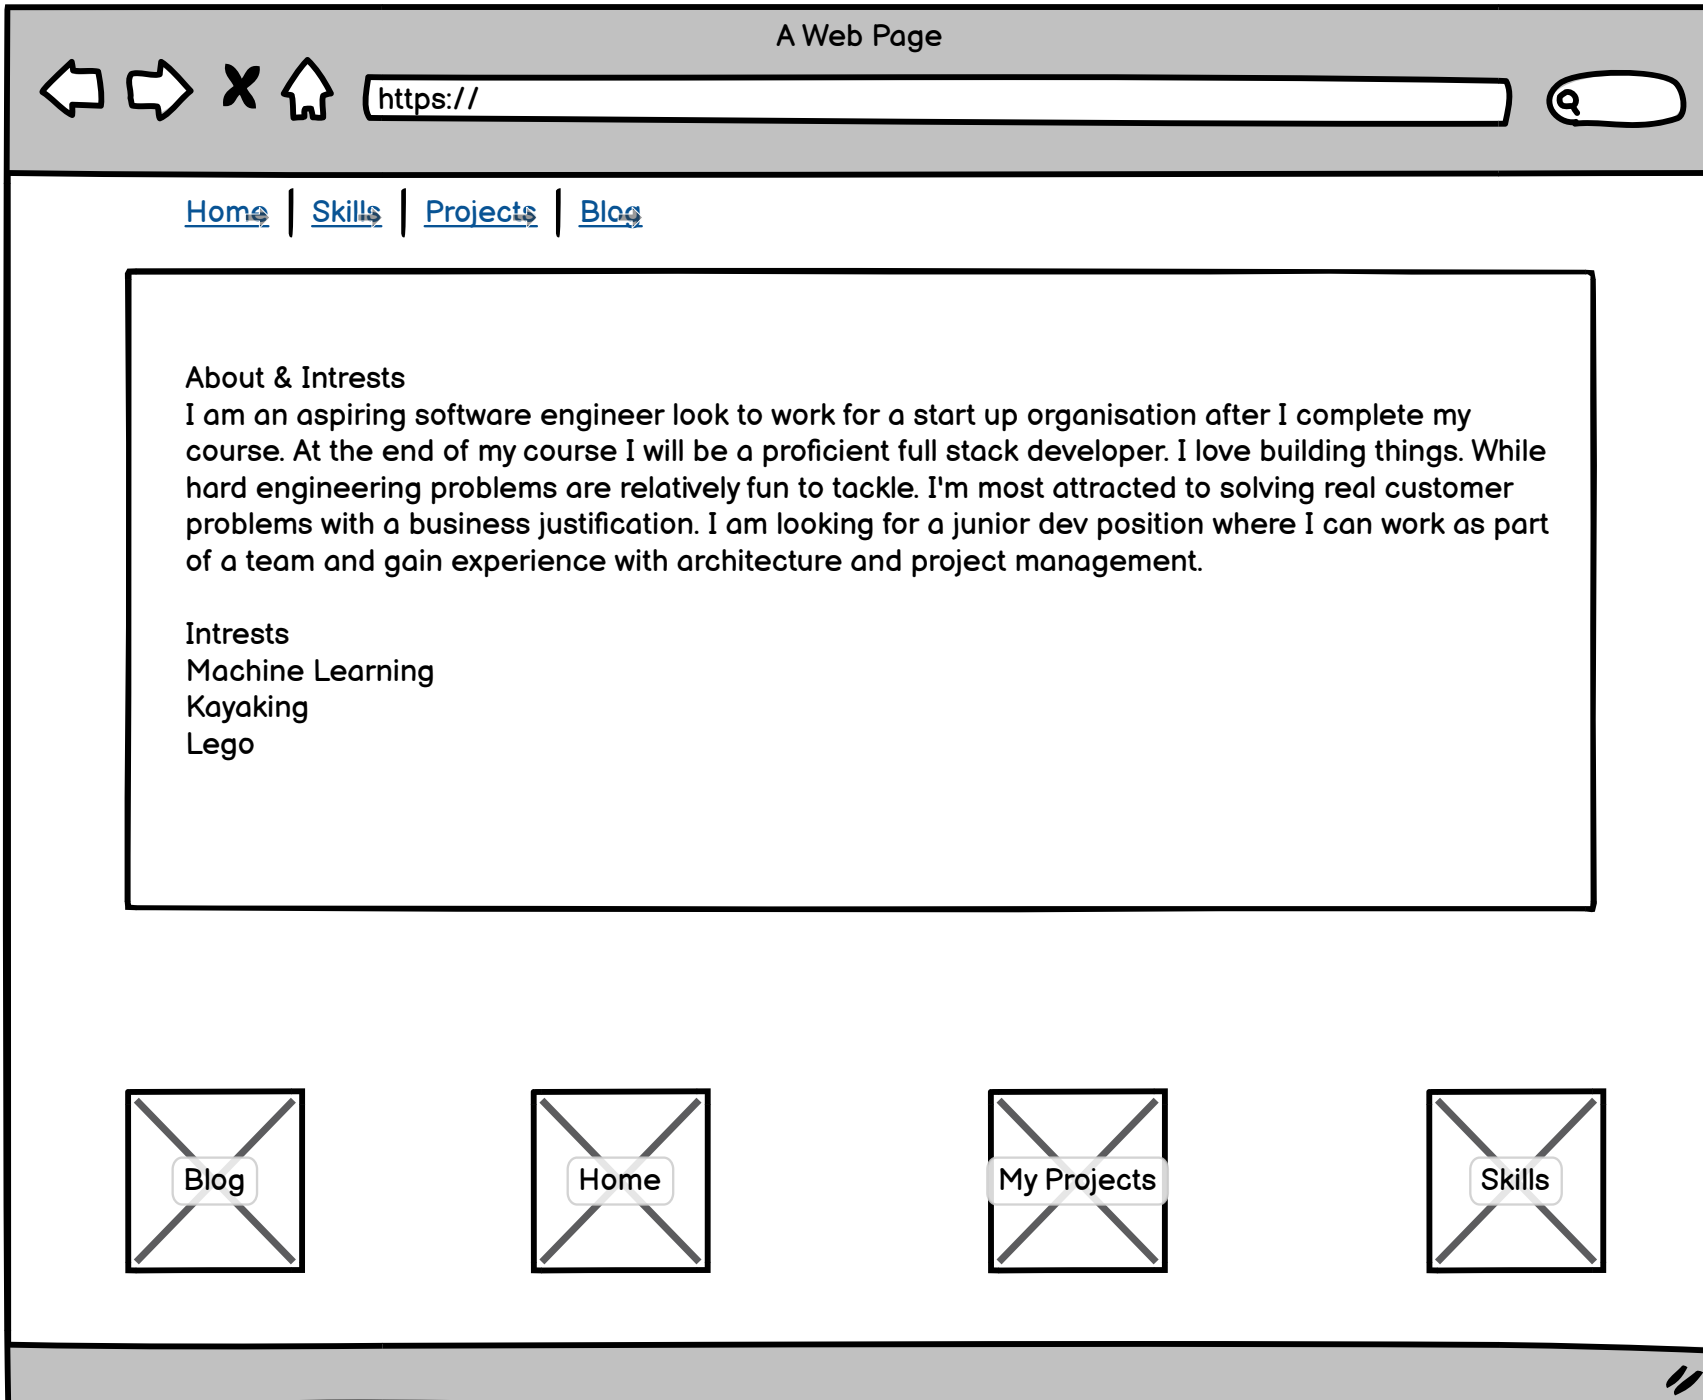 A Web Page
https://
Home | Skills | Projects | Blog
About & Intrests
I am an aspiring software engineer look to work for a start up organisation after I complete my
course. At the end of my course I will be a proficient full stack developer. I love building things. While
hard engineering problems are relatively fun to tackle. I'm most attracted to solving real customer
problems with a business justification. I am looking for a junior dev position where I can work as part
of a team and gain experience with architecture and project management.
Intrests
Machine Learning
Kayaking
Lego
Blog Home My Projects Skills